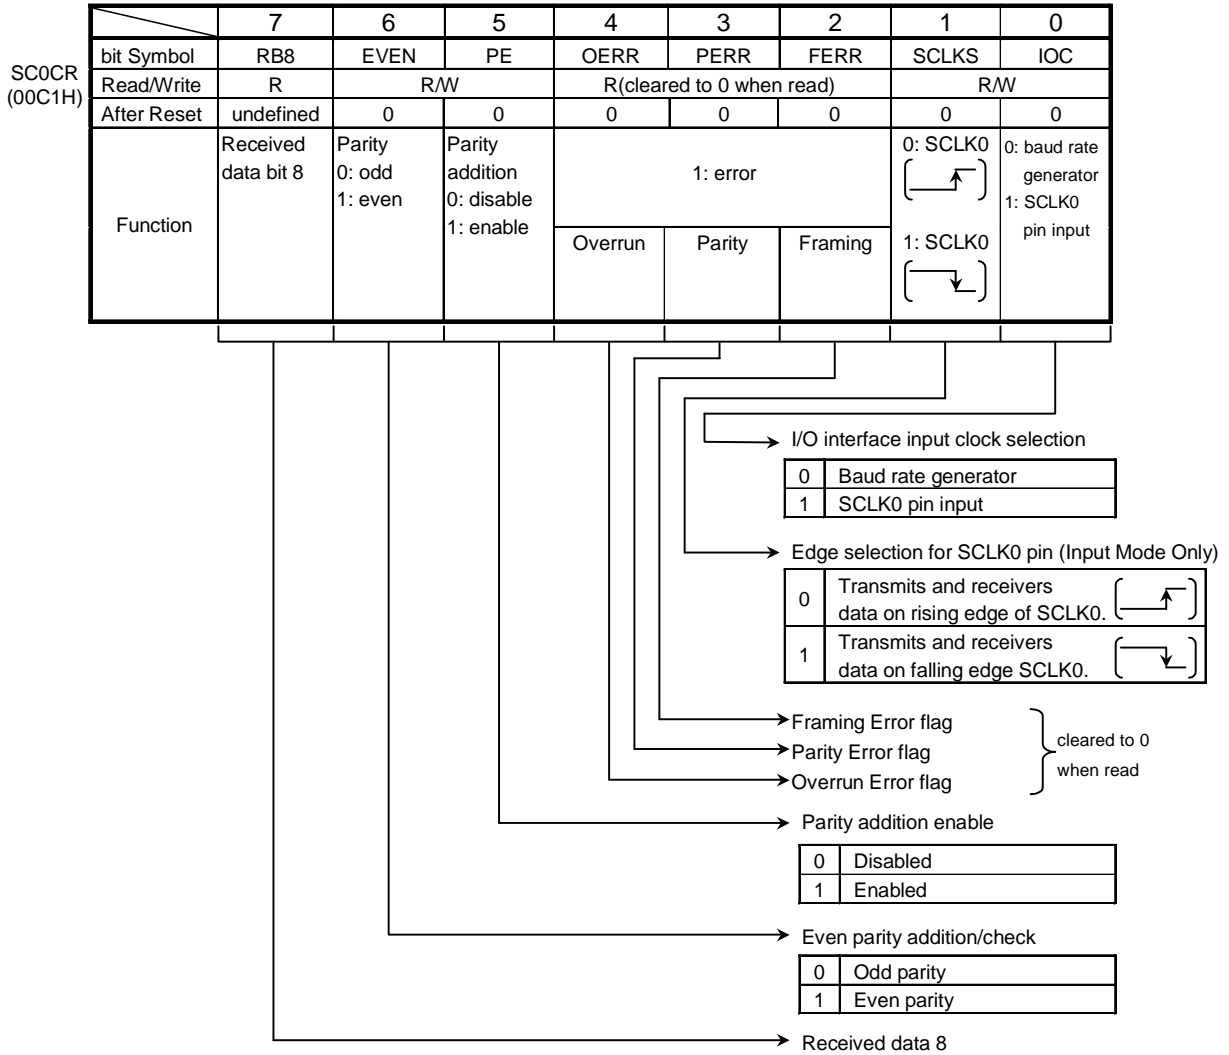 7 6 5 4 3 2 1 0
SC0CR
(00C1H)
bit Symbol RB8 EVEN PE OERR PERR FERR SCLKS IOC
Read/Write R R/W R(cleared to 0 when read) R/W
After Reset undefined 0 0 0 0 0 0 0
Function
Received
data bit 8
Parity
0: odd
1: even
Parity
addition
0: disable
1: enable
1: error
Overrun Parity Framing
0: SCLK0
1: SCLK0
0: baud rate
generator
1: SCLK0
pin input
I/O interface input clock selection
0 Baud rate generator
1 SCLK0 pin input
Edge selection for SCLK0 pin (Input Mode Only)
0 Transmits and receivers
data on rising edge of SCLK0.
1 Transmits and receivers
data on falling edge SCLK0.
Framing Error flag
Parity Error flag
Overrun Error flag
cleared to 0
when read
Parity addition enable
0 Disabled
1 Enabled
Even parity addition/check
0 Odd parity
1 Even parity
Received data 8